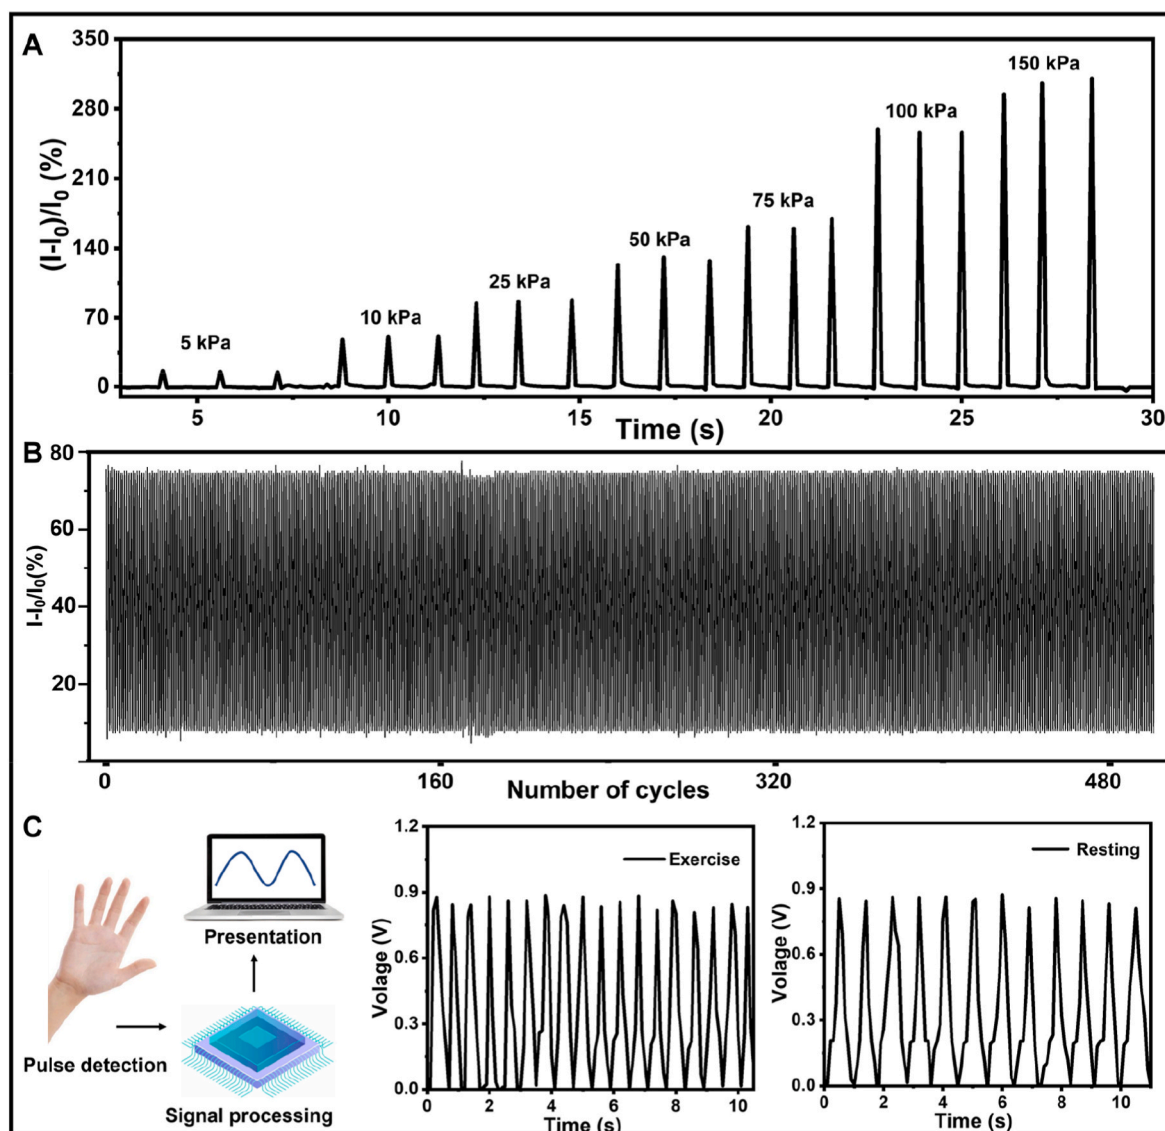 A
350
280
210
140
70
0
(I-I₀)/I₀ (%)
5 kPa
10 kPa
25 kPa
50 kPa
75 kPa
100 kPa
150 kPa
5
10
15
20
25
30
Time (s)
B
80
60
40
20
I-I₀/I₀(%)
0
160
320
480
Number of cycles
C
Presentation
Pulse detection
Signal processing
1.2
0.9
0.6
0.3
0.0
Volage (V)
Exercise
0
2
4
6
8
10
Time (s)
1.2
0.9
0.6
0.3
0.0
Volage (V)
Resting
0
2
4
6
8
10
Time (s)